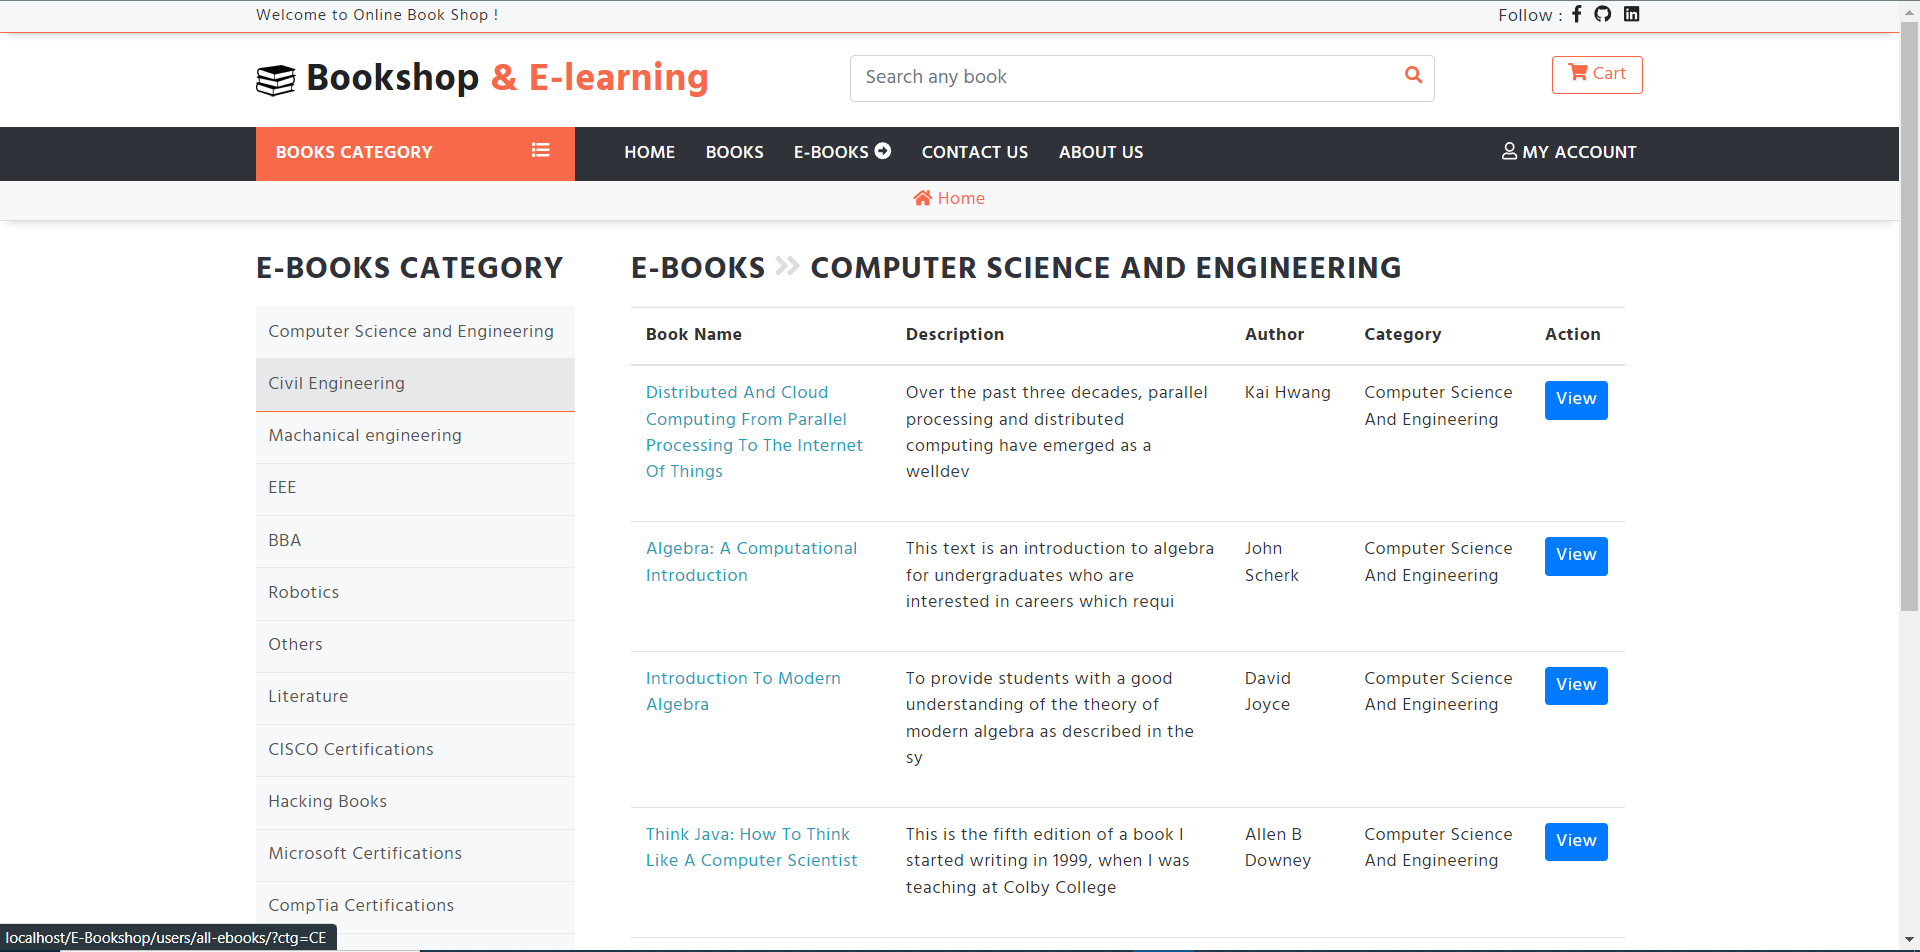 Welcome to Online Book Shop !
Follow :
Bookshop & E-learning
Search any book
Cart
BOOKS CATEGORY
HOME
BOOKS
E-BOOKS
CONTACT US
ABOUT US
MY ACCOUNT
Home
E-BOOKS CATEGORY
Computer Science and Engineering
Civil Engineering
Machanical engineering
EEE
BBA
Robotics
Others
Literature
CISCO Certifications
Hacking Books
Microsoft Certifications
CompTia Certifications
E-BOOKS » COMPUTER SCIENCE AND ENGINEERING
Book Name
Description
Author
Category
Action
Distributed And Cloud
Computing From Parallel
Processing To The Internet
Of Things
Over the past three decades, parallel
processing and distributed
computing have emerged as a
welldev
Kai Hwang
Computer Science
And Engineering
View
Algebra: A Computational
Introduction
This text is an introduction to algebra
for undergraduates who are
interested in careers which requi
John
Scherk
Computer Science
And Engineering
View
Introduction To Modern
Algebra
To provide students with a good
understanding of the theory of
modern algebra as described in the
sy
David
Joyce
Computer Science
And Engineering
View
Think Java: How To Think
Like A Computer Scientist
This is the fifth edition of a book I
started writing in 1999, when I was
teaching at Colby College
Allen B
Downey
Computer Science
And Engineering
View
localhost/E-Bookshop/users/all-ebooks/?ctg=CE